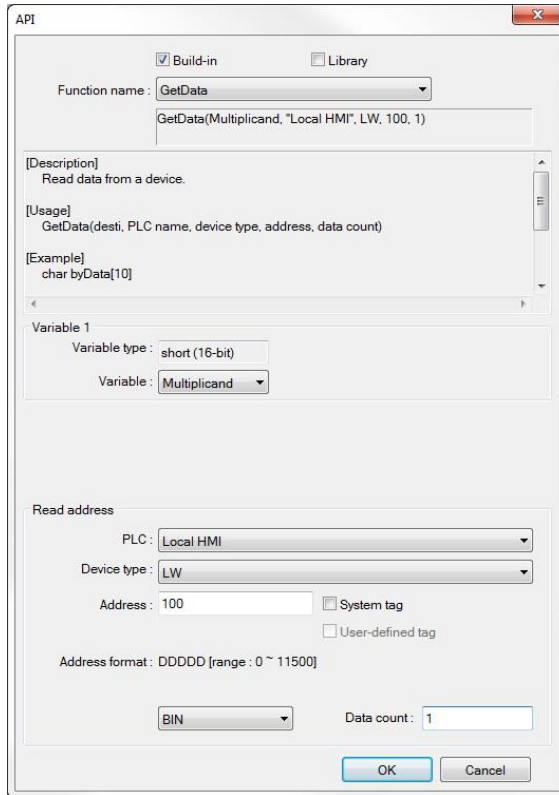 API
Build-in Library
Function name : GetData
GetData(Multiplicand, "Local HMI", LW, 100, 1)
[Description]
Read data from a device.
[Usage]
GetData(desti, PLC name, device type, address, data count)
[Example]
char byData[10]
Variable 1
Variable type : short (16-bit)
Variable : Multiplicand
Read address
PLC : Local HMI
Device type : LW
Address : 100 System tag
User-defined tag
Address format : DDDDD [range : 0 ~ 11500]
BIN Data count : 1
OK Cancel